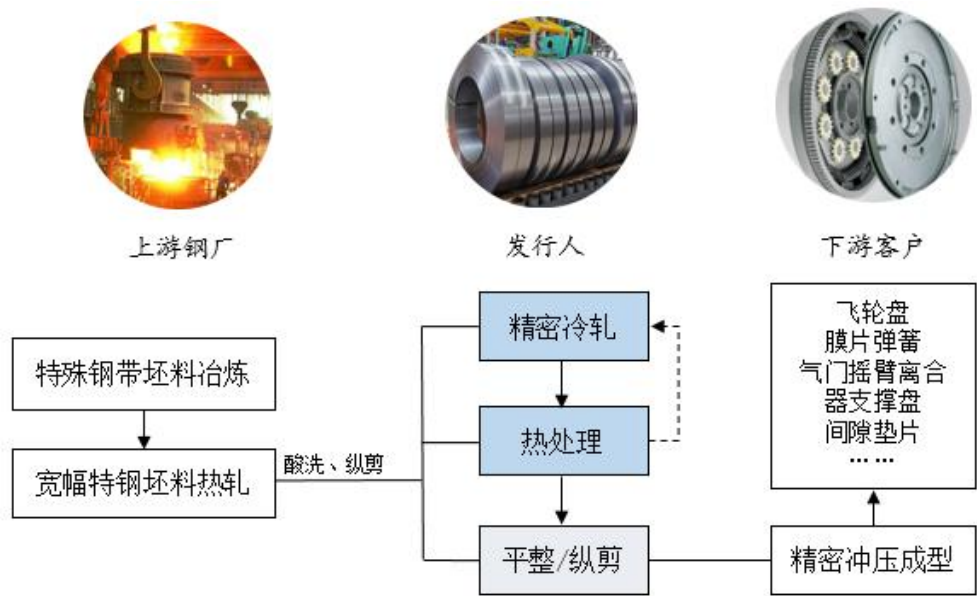 上游钢厂
发行人
下游客户
特殊钢带坯料冶炼
宽幅特钢坯料热轧
酸洗、纵剪
精密冷轧
热处理
平整/纵剪
飞轮盘
膜片弹簧
气门摇臂离合
器支撑盘
间隙垫片
... ...
精密冲压成型